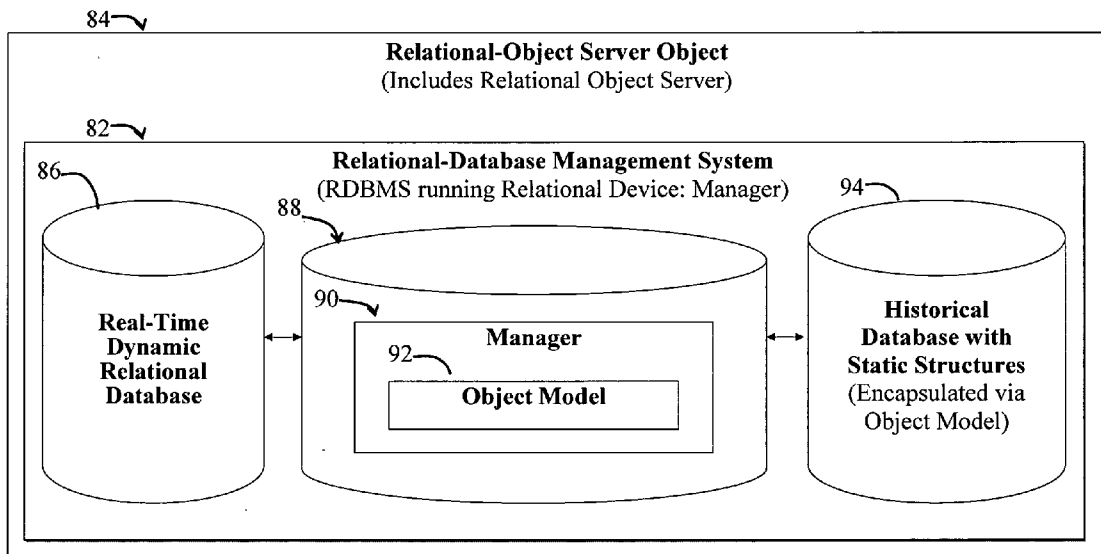 84
Relational-Object Server Object
(Includes Relational Object Server)
82
Relational-Database Management System
(RDBMS running Relational Device: Manager)
86
88
94
90
Manager
92
Object Model
Real-Time
Dynamic
Relational
Database
Historical
Database with
Static Structures
(Encapsulated via
Object Model)